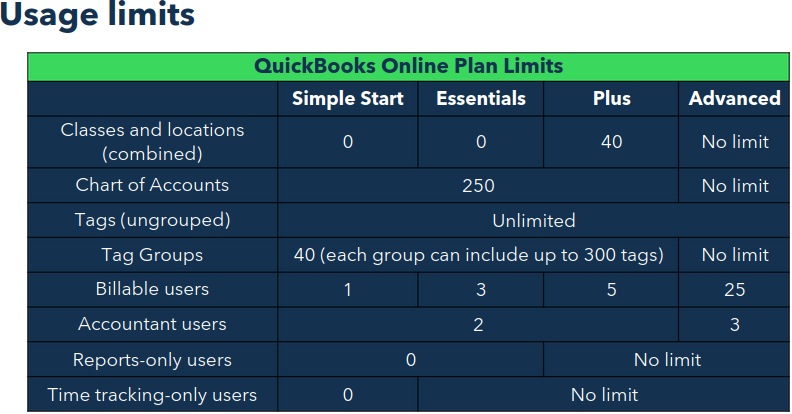 Usage limits
QuickBooks Online Plan Limits
Simple Start Essentials Plus Advanced
Classes and locations
(combined) 0 0 40 No limit
Chart of Accounts 250 No limit
Tags (ungrouped) Unlimited
Tag Groups 40 (each group can include up to 300 tags) No limit
Billable users 1 3 5 25
Accountant users 2 3
Reports-only users 0 No limit
Time tracking-only users 0 No limit